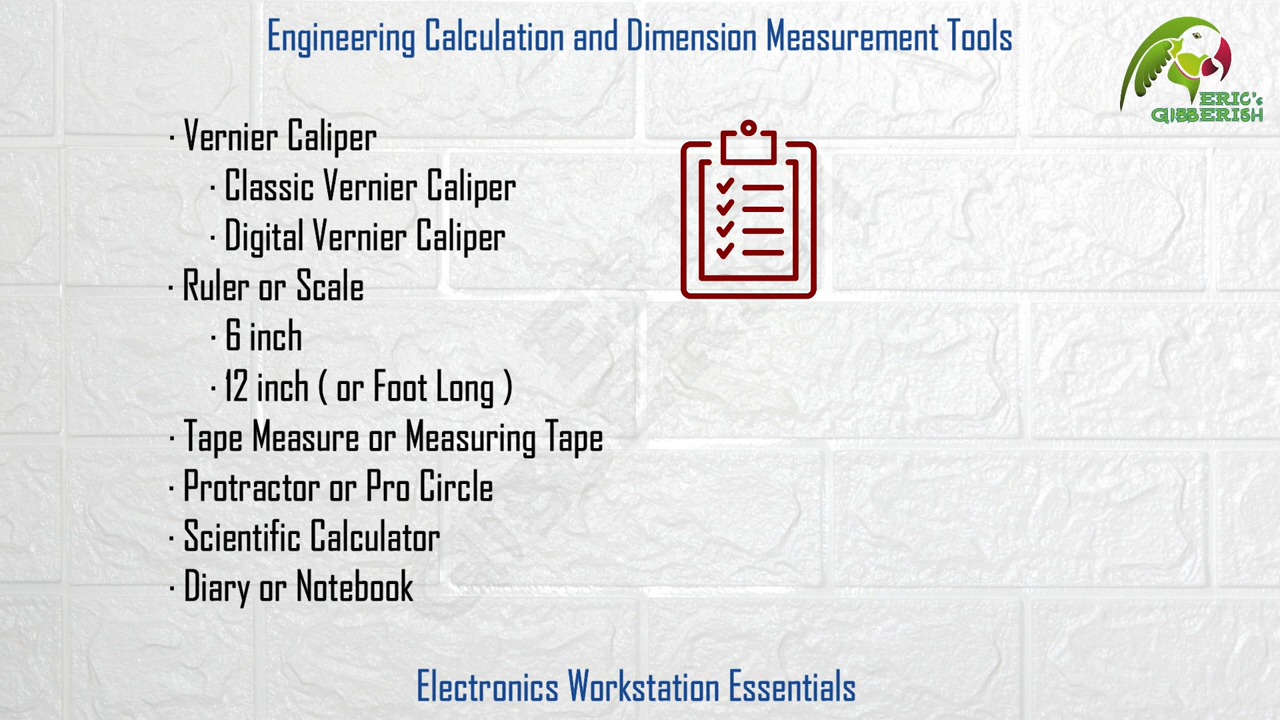 Engineering Calculation and Dimension Measurement Tools
ERIC's
GIBBERISH
· Vernier Caliper
· Classic Vernier Caliper
· Digital Vernier Caliper
· Ruler or Scale
· 6 inch
· 12 inch ( or Foot Long )
· Tape Measure or Measuring Tape
· Protractor or Pro Circle
· Scientific Calculator
· Diary or Notebook
Electronics Workstation Essentials